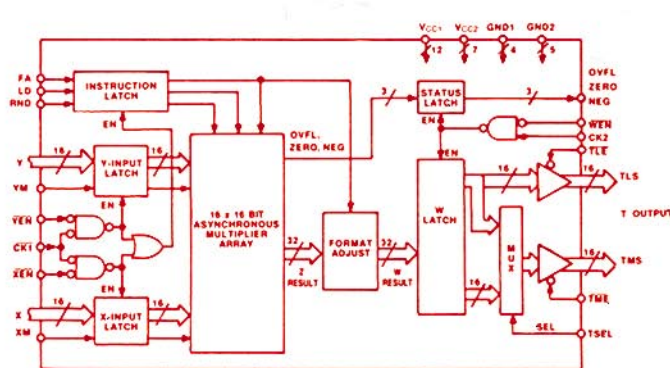 VCC1 VCC2 GND1 GND2
12 7 4 5
FA
LD
RND
INSTRUCTION
LATCH
EN
3
STATUS
LATCH
3
OVFL
ZERO
NEG
EN
WEN
CK2
TLE
OVFL,
ZERO, NEG
Y
16
Y-INPUT
LATCH
16
YM
EN
YEN
CK1
XEN
EN
X
16
X-INPUT
LATCH
16
XM
16 x 16 BIT
ASYNCHRONOUS
MULTIPLIER
ARRAY
32
Z
RESULT
FORMAT
ADJUST
32
W
RESULT
EN
W
LATCH
16
16
TLS
T OUTPUT
MUX
16
16
TMS
TME
SEL
TSEL